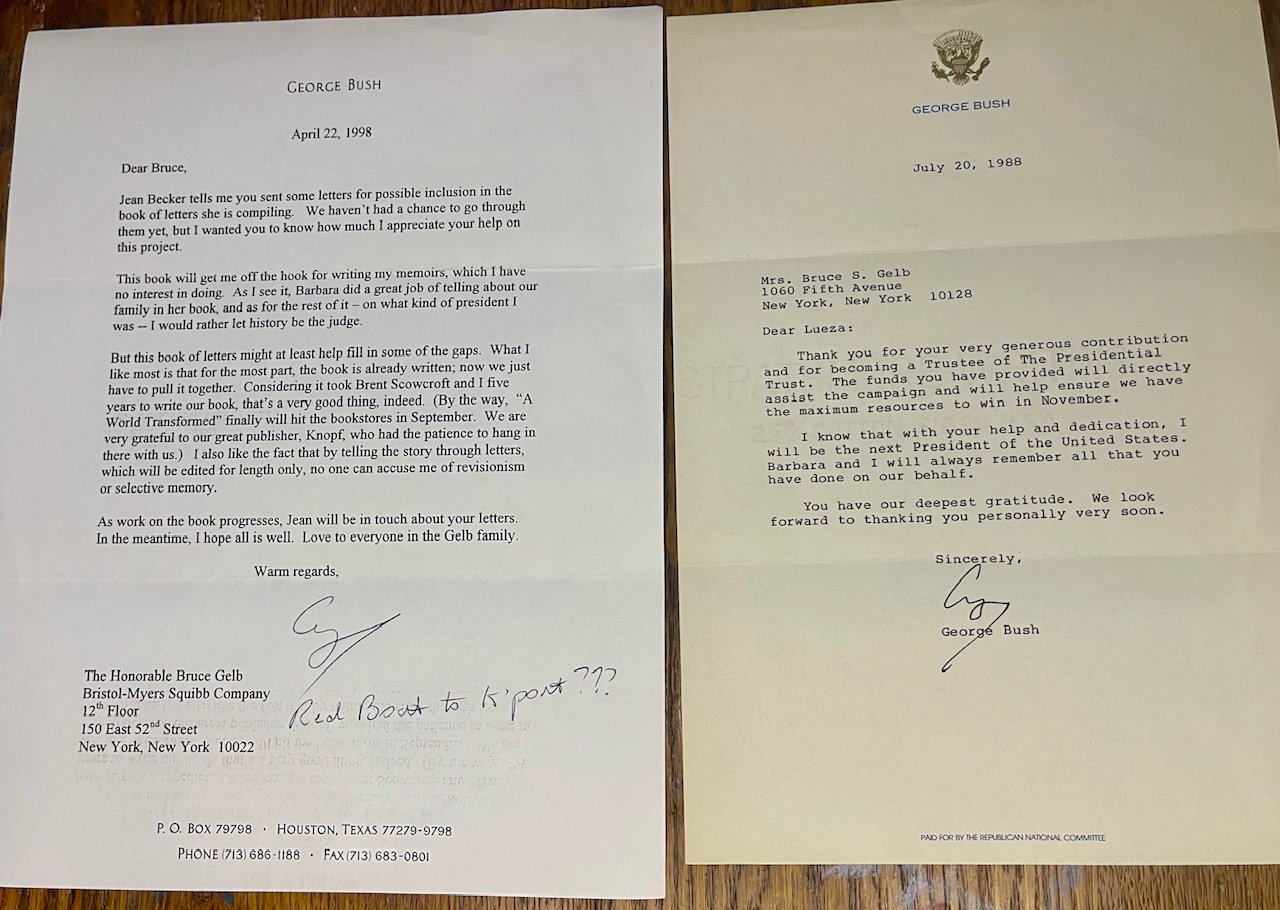 GEORGE BUSH
April 22, 1998
Dear Bruce,
Jean Becker tells me you sent some letters for possible inclusion in the
book of letters she is compiling. We haven't had a chance to go through
them yet, but I wanted you to know how much I appreciate your help on
this project.
This book will get me off the hook for writing my memoirs, which I have
no interest in doing. As I see it, Barbara did a great job of telling about our
family in her book, and as for the rest of it – on what kind of president I
was -- I would rather let history be the judge.
But this book of letters might at least help fill in some of the gaps. What I
like most is that for the most part, the book is already written; now we just
have to pull it together. Considering it took Brent Scowcroft and I five
years to write our book, that's a very good thing, indeed. (By the way, “A
World Transformed” finally will hit the bookstores in September. We are
very grateful to our great publisher, Knopf, who had the patience to hang in
there with us.) I also like the fact that by telling the story through letters,
which will be edited for length only, no one can accuse me of revisionism
or selective memory.
As work on the book progresses, Jean will be in touch about your letters.
In the meantime, I hope all is well. Love to everyone in the Gelb family.
Warm regards,
The Honorable Bruce Gelb
Bristol-Myers Squibb Company
12th Floor
150 East 52nd Street
New York, New York 10022
Red Boat to K'port???
P. O. BOX 79798 · HOUSTON, TEXAS 77279-9798
PHONE (713) 686-1188 · FAX (713) 683-0801
GEORGE BUSH
July 20, 1988
Mrs. Bruce S. Gelb
1060 Fifth Avenue
New York, New York 10128
Dear Lueza:
Thank you for your very generous contribution
and for becoming a Trustee of The Presidential
Trust. The funds you have provided will directly
assist the campaign and will help ensure we have
the maximum resources to win in November.
I know that with your help and dedication, I
will be the next President of the United States.
Barbara and I will always remember all that you
have done on our behalf.
You have our deepest gratitude. We look
forward to thanking you personally very soon.
Sincerely,
George Bush
PAID FOR BY THE REPUBLICAN NATIONAL COMMITTEE